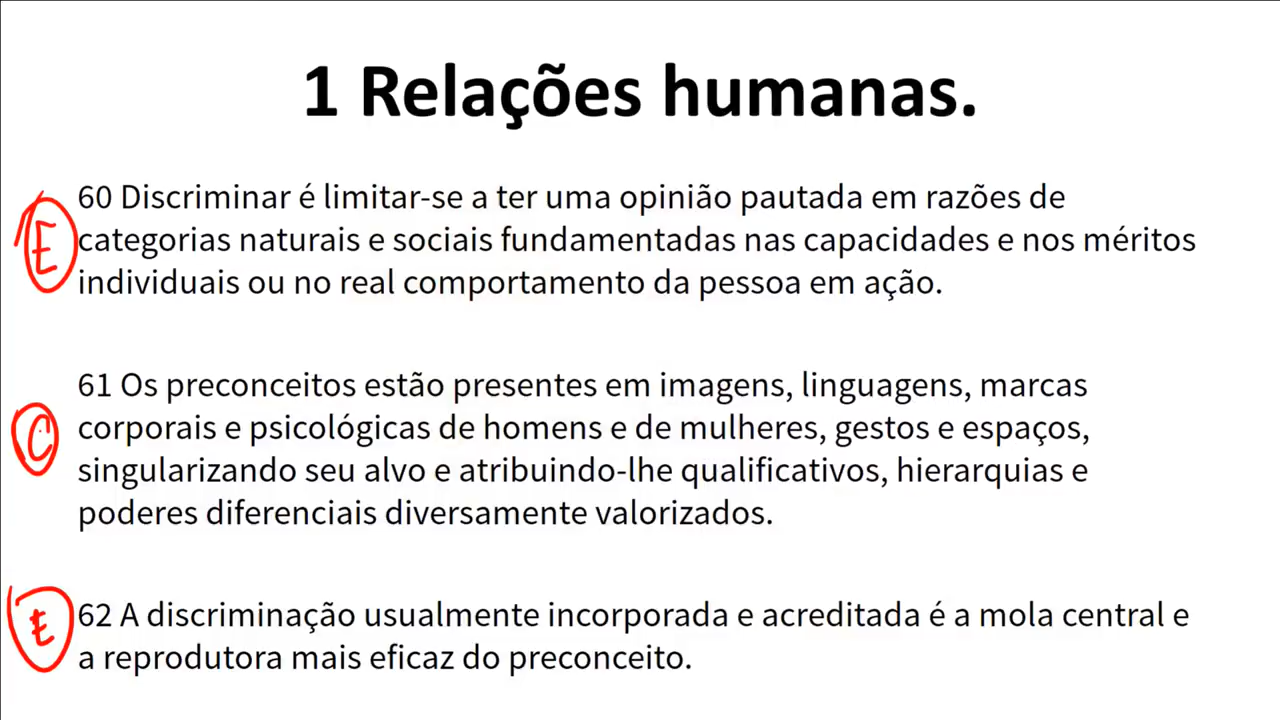 1 Relações humanas.
60 Discriminar é limitar-se a ter uma opinião pautada em razões de
E
categorias naturais e sociais fundamentadas nas capacidades e nos méritos
individuais ou no real comportamento da pessoa em ação.
61 Os preconceitos estão presentes em imagens, linguagens, marcas
C
corporais e psicológicas de homens e de mulheres, gestos e espaços,
singularizando seu alvo e atribuindo-lhe qualificativos, hierarquias e
poderes diferenciais diversamente valorizados.
E
62 A discriminação usualmente incorporada e acreditada é a mola central e
a reprodutora mais eficaz do preconceito.